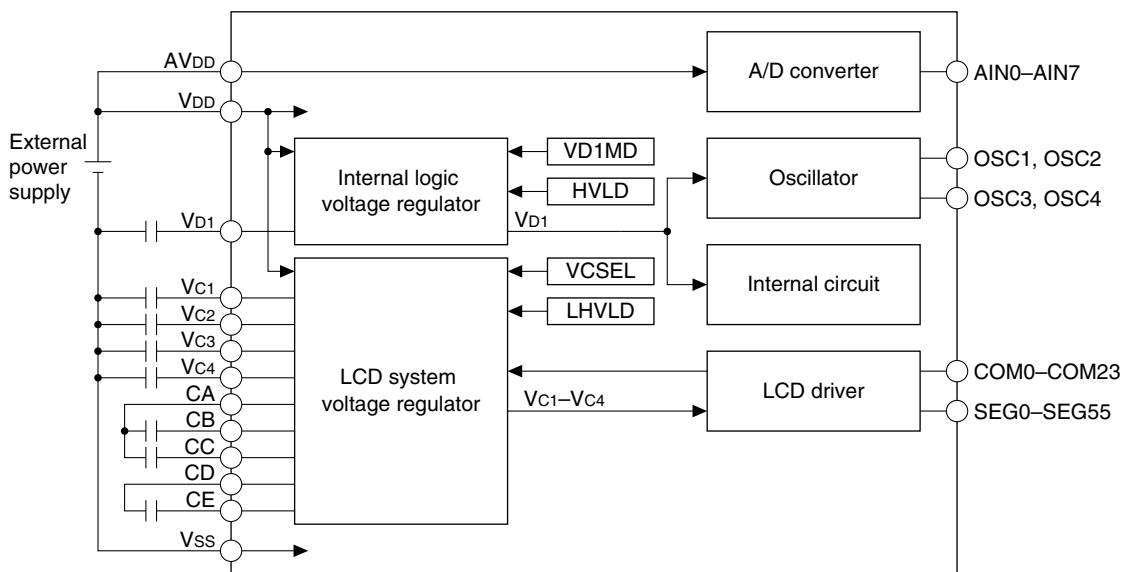 AVDD
A/D converter
AIN0–AIN7
VDD
External
power
supply
Internal logic
voltage regulator
VD1MD
HVLD
VD1
VD1
Oscillator
OSC1, OSC2
OSC3, OSC4
VC1
VC2
VC3
VC4
CA
CB
CC
CD
CE
VSS
LCD system
voltage regulator
VCSEL
LHVLD
VC1–VC4
Internal circuit
LCD driver
COM0–COM23
SEG0–SEG55